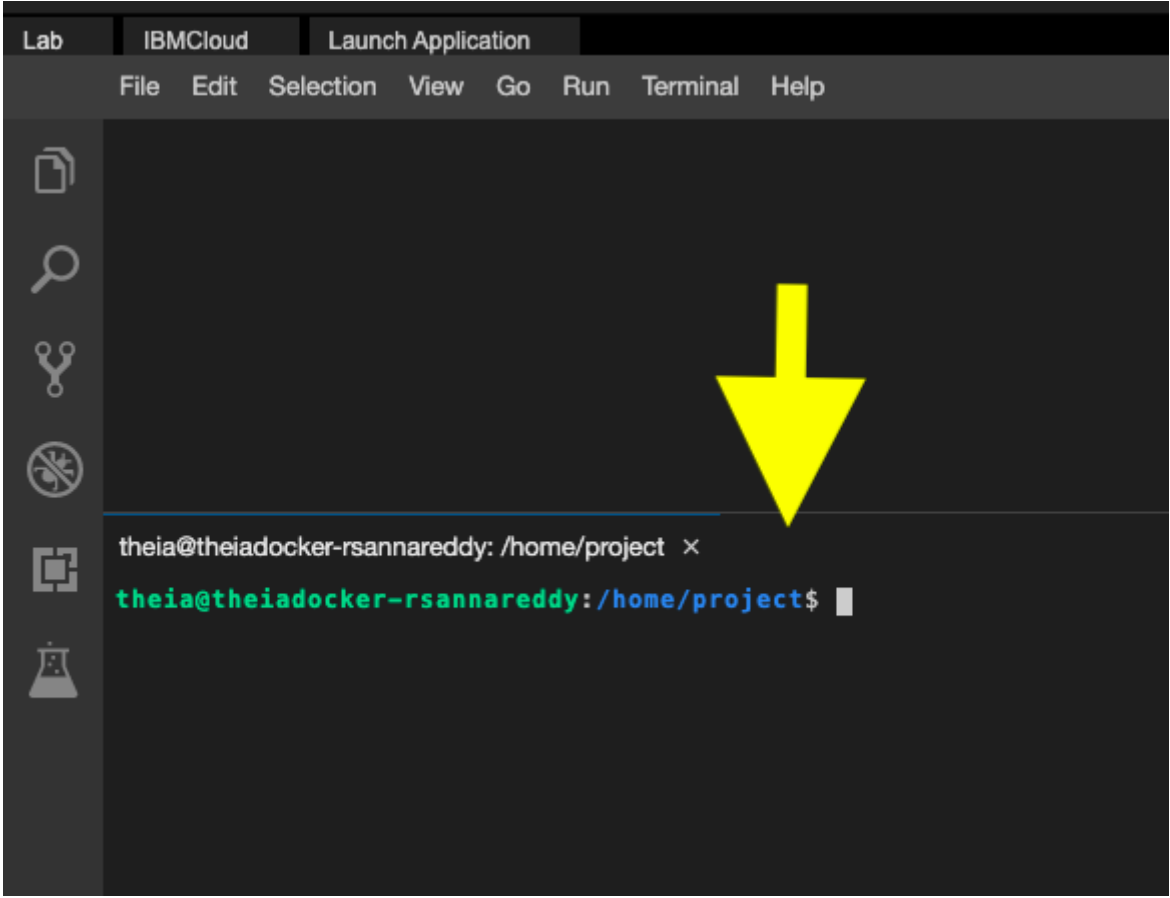 Lab IBMCloud Launch Application
File Edit Selection View Go Run Terminal Help
theia@theiadocker-rsannareddy: /home/project ×
theia@theiadocker-rsannareddy:/home/project$